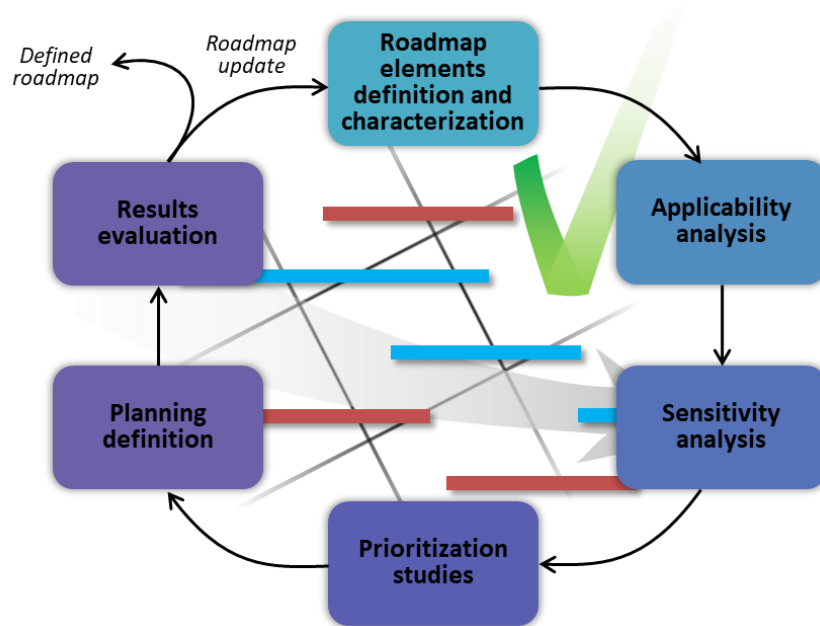 Defined
roadmap
Roadmap
update
Roadmap
elements
definition and
characterization
Applicability
analysis
Sensitivity
analysis
Prioritization
studies
Planning
definition
Results
evaluation